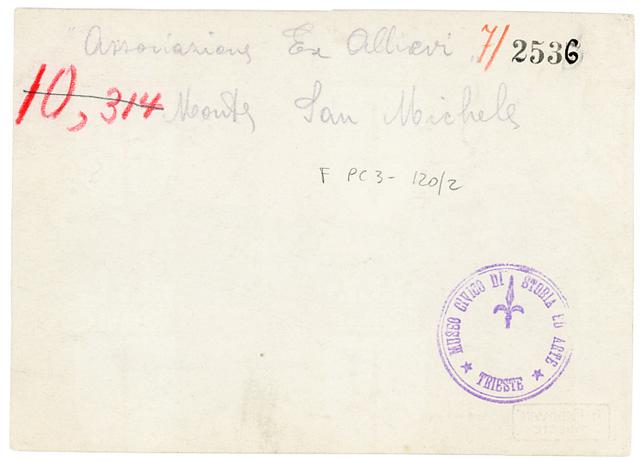 "Associazione Ex Allievi 7/2536
10,314 Monte San Michele
F PC3-120/2
MUSEO CIVICO DI STORIA ED ARTE
★ TRIESTE ★